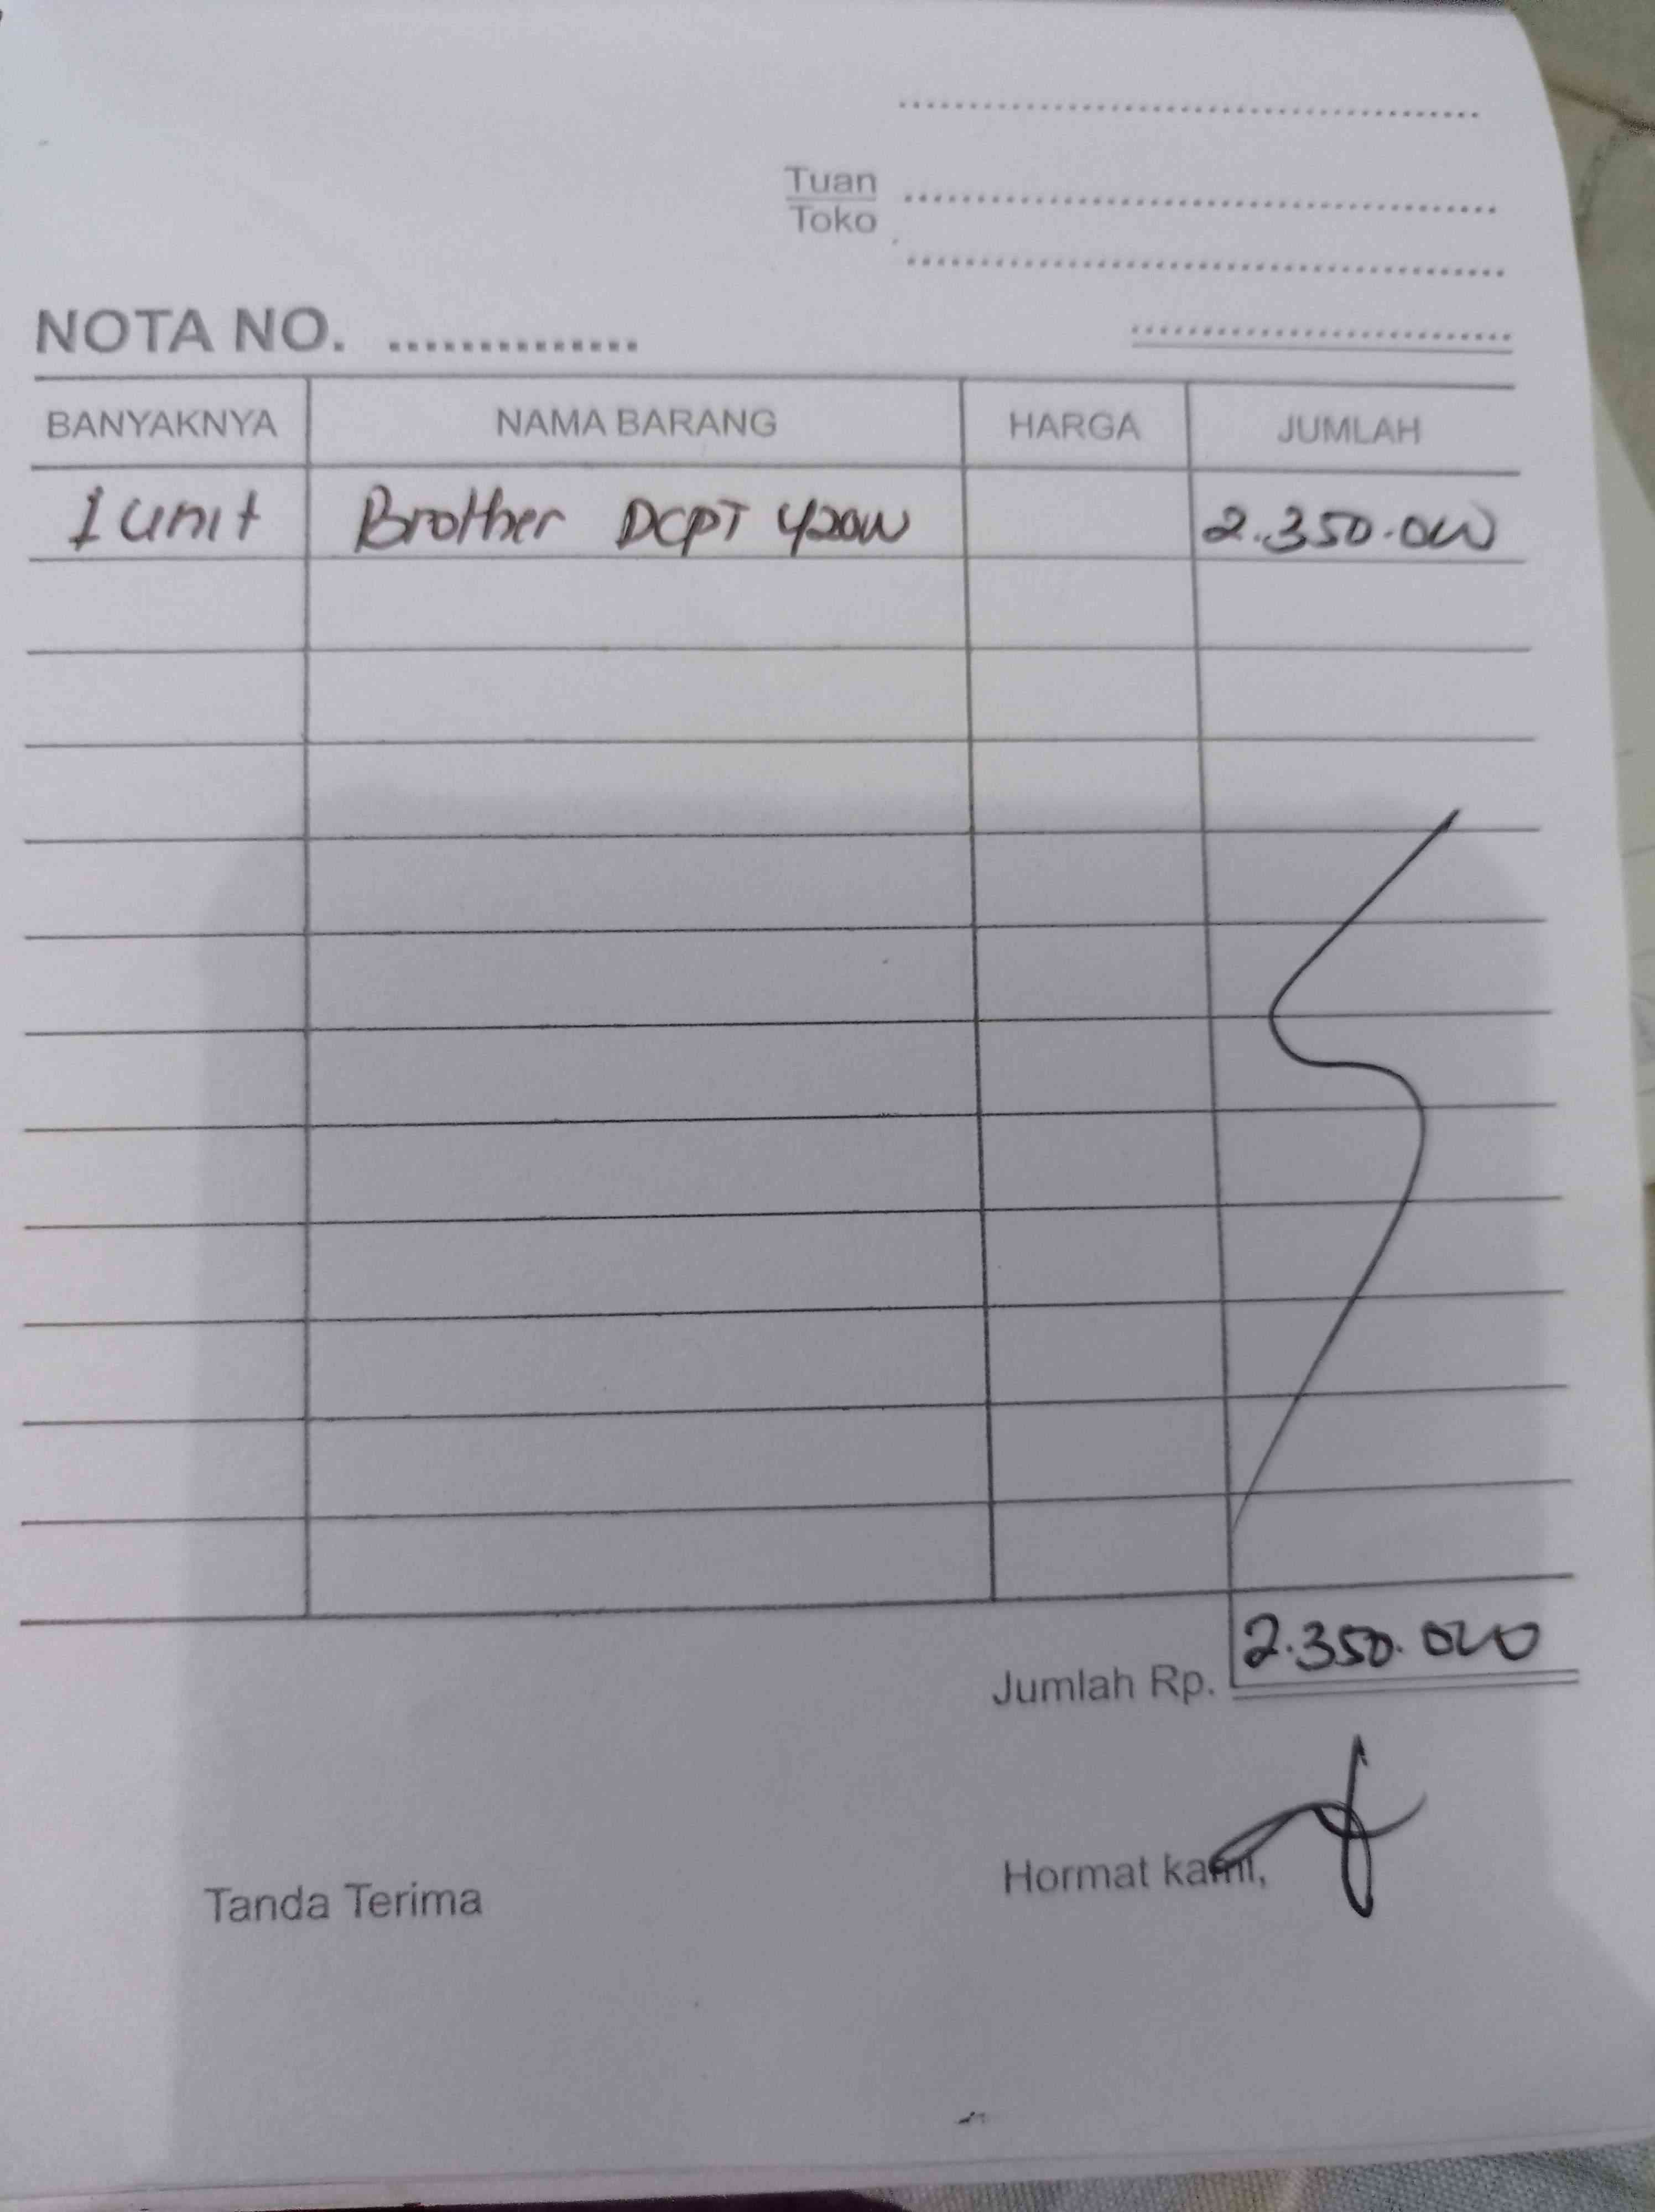 Tuan
Toko
NOTA NO. ..............
BANYAKNYA NAMA BARANG HARGA JUMLAH
1 unit Brother DCPT 420W 2.350.000
Jumlah Rp. 2.350.000
Tanda Terima Hormat kami,